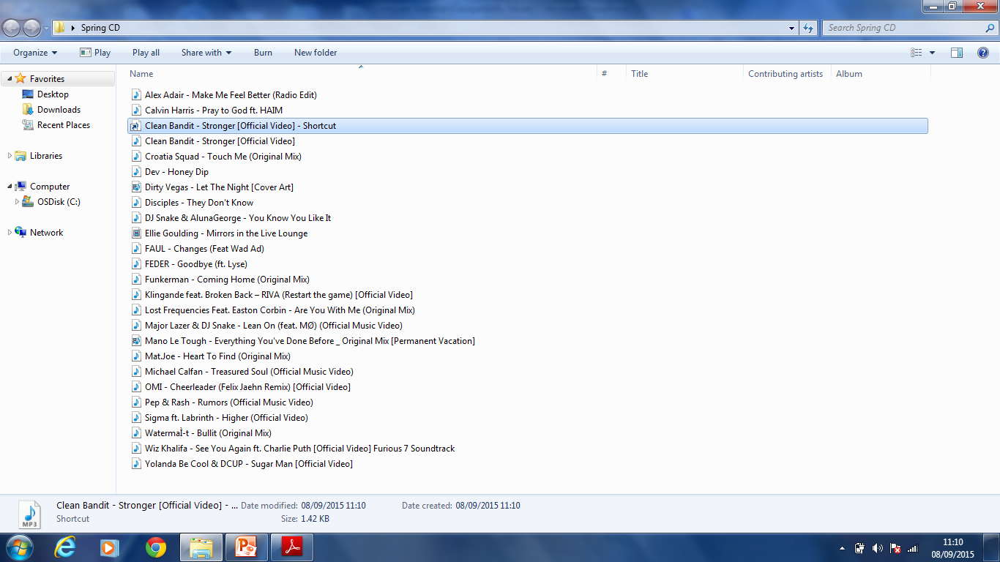 Spring CD
Search Spring CD
Organize Play Play all Share with Burn New folder
Name # Title Contributing artists Album
Favorites
Desktop
Downloads
Recent Places
Libraries
Computer
OSDisk (C:)
Network
Alex Adair - Make Me Feel Better (Radio Edit)
Calvin Harris - Pray to God ft. HAIM
Clean Bandit - Stronger [Official Video] - Shortcut
Clean Bandit - Stronger [Official Video]
Croatia Squad - Touch Me (Original Mix)
Dev - Honey Dip
Dirty Vegas - Let The Night [Cover Art]
Disciples - They Don't Know
DJ Snake & AlunaGeorge - You Know You Like It
Ellie Goulding - Mirrors in the Live Lounge
FAUL - Changes (Feat Wad Ad)
FEDER - Goodbye (ft. Lyse)
Funkerman - Coming Home (Original Mix)
Klingande feat. Broken Back – RIVA (Restart the game) [Official Video]
Lost Frequencies Feat. Easton Corbin - Are You With Me (Original Mix)
Major Lazer & DJ Snake - Lean On (feat. MØ) (Official Music Video)
Mano Le Tough - Everything You've Done Before _ Original Mix [Permanent Vacation]
Mat.Joe - Heart To Find (Original Mix)
Michael Calfan - Treasured Soul (Official Music Video)
OMI - Cheerleader (Felix Jaehn Remix) [Official Video]
Pep & Rash - Rumors (Official Music Video)
Sigma ft. Labrinth - Higher (Official Video)
WatermaÌ-t - Bullit (Original Mix)
Wiz Khalifa - See You Again ft. Charlie Puth [Official Video] Furious 7 Soundtrack
Yolanda Be Cool & DCUP - Sugar Man [Official Video]
MP3
Clean Bandit - Stronger [Official Video] - ... Date modified: 08/09/2015 11:10 Date created: 08/09/2015 11:10
Shortcut Size: 1.42 KB
11:10
08/09/2015